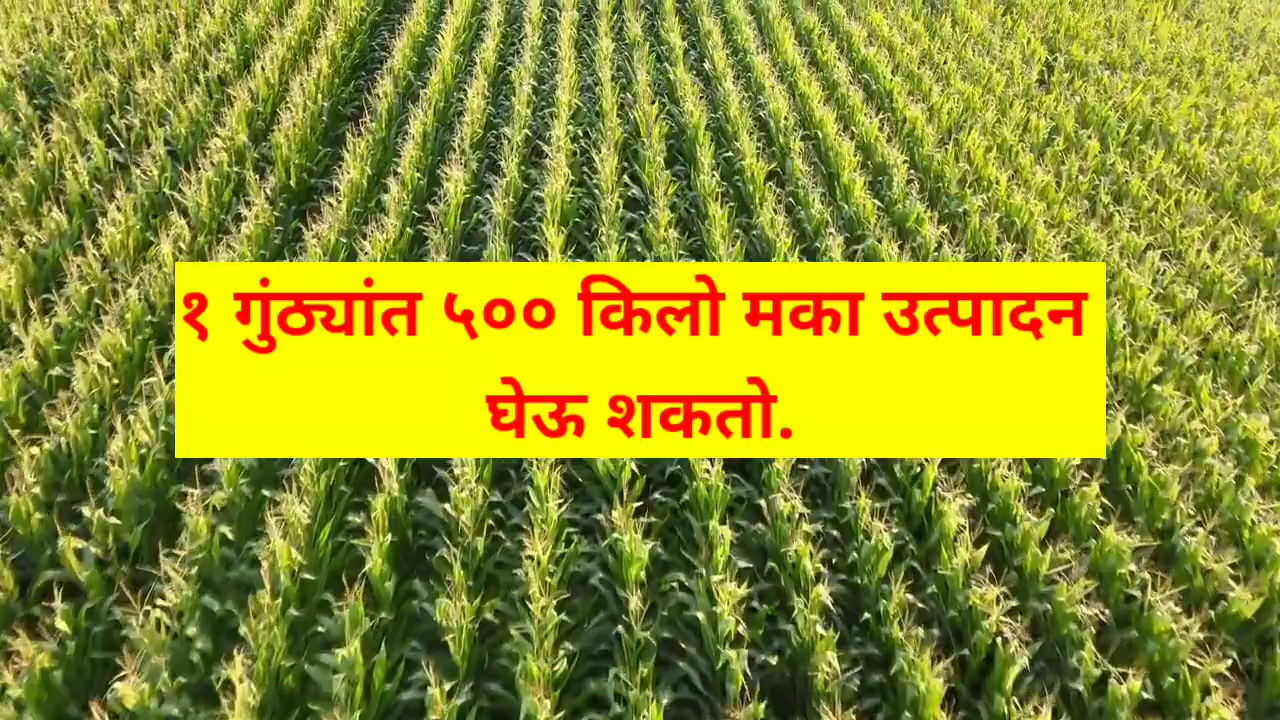 १ गुंठ्यांत ५०० किलो मका उत्पादन
घेऊ शकतो.